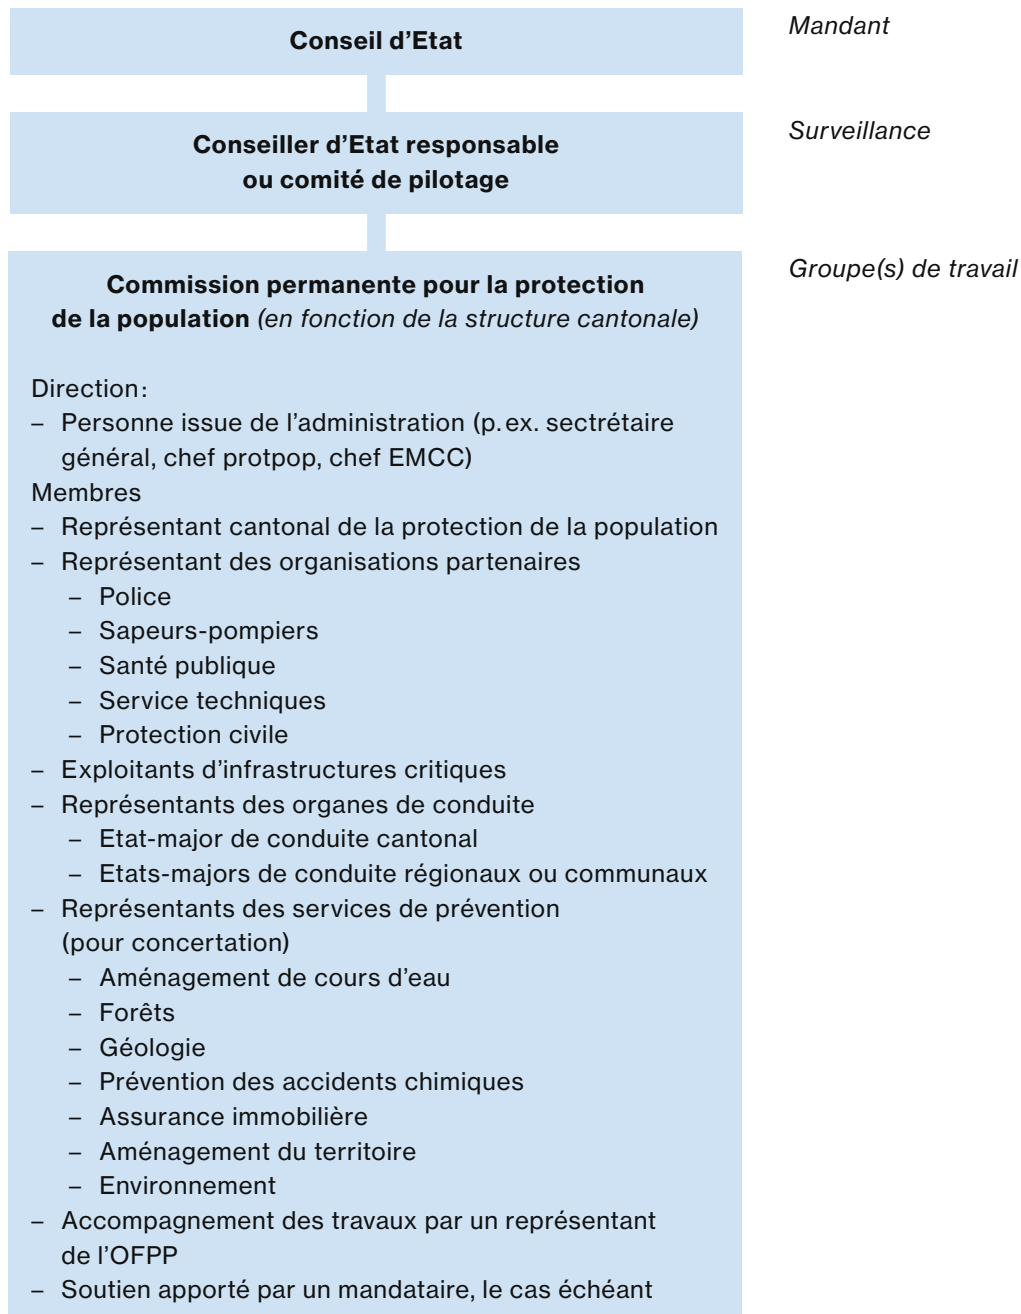 Conseil d’Etat
Mandant
Conseiller d’Etat responsable
ou comité de pilotage
Surveillance
Commission permanente pour la protection
de la population (en fonction de la structure cantonale)
Groupe(s) de travail
Direction:
– Personne issue de l’administration (p. ex. sectrétaire
général, chef protpop, chef EMCC)
Membres
– Représentant cantonal de la protection de la population
– Représentant des organisations partenaires
– Police
– Sapeurs-pompiers
– Santé publique
– Service techniques
– Protection civile
– Exploitants d’infrastructures critiques
– Représentants des organes de conduite
– Etat-major de conduite cantonal
– Etats-majors de conduite régionaux ou communaux
– Représentants des services de prévention
(pour concertation)
– Aménagement de cours d’eau
– Forêts
– Géologie
– Prévention des accidents chimiques
– Assurance immobilière
– Aménagement du territoire
– Environnement
– Accompagnement des travaux par un représentant
de l’OFPP
– Soutien apporté par un mandataire, le cas échéant